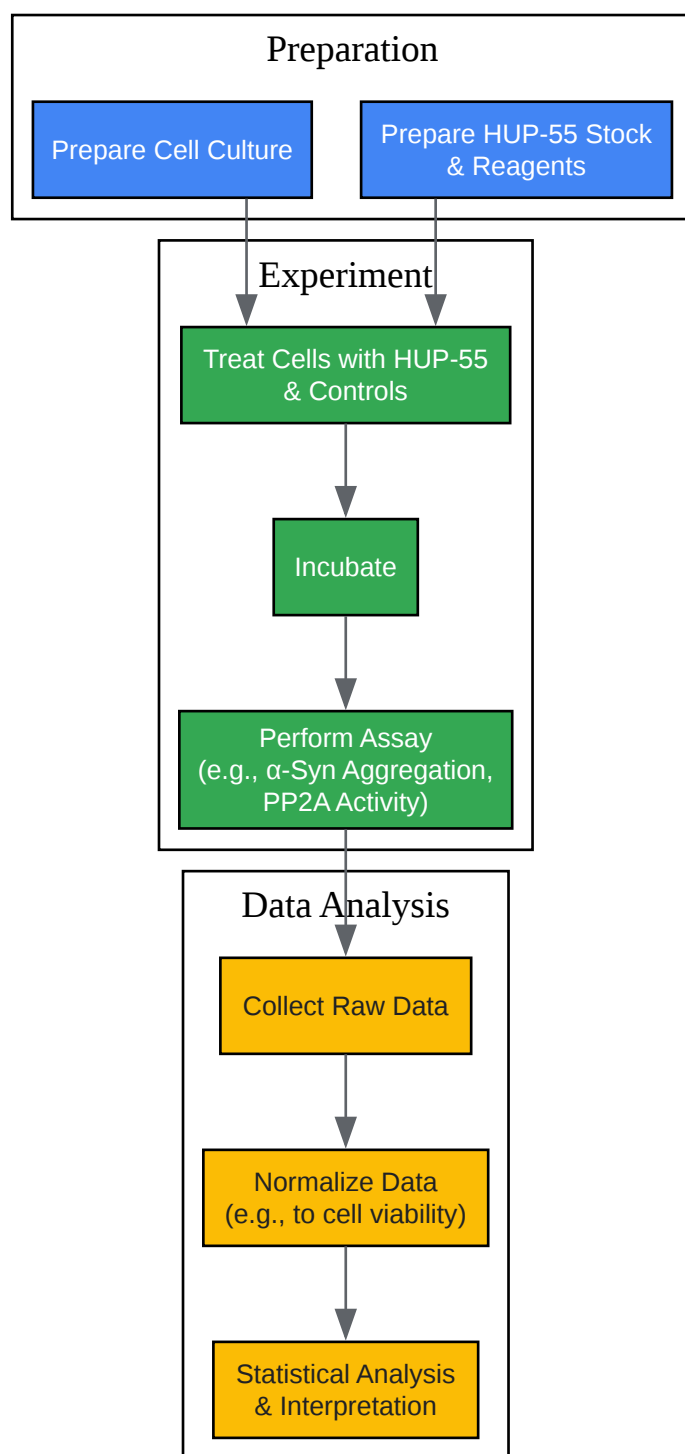 Preparation
Prepare Cell Culture
Prepare HUP-55 Stock
& Reagents
Experiment
Treat Cells with HUP-55
& Controls
Incubate
Perform Assay
(e.g., α-Syn Aggregation,
PP2A Activity)
Data Analysis
Collect Raw Data
Normalize Data
(e.g., to cell viability)
Statistical Analysis
& Interpretation